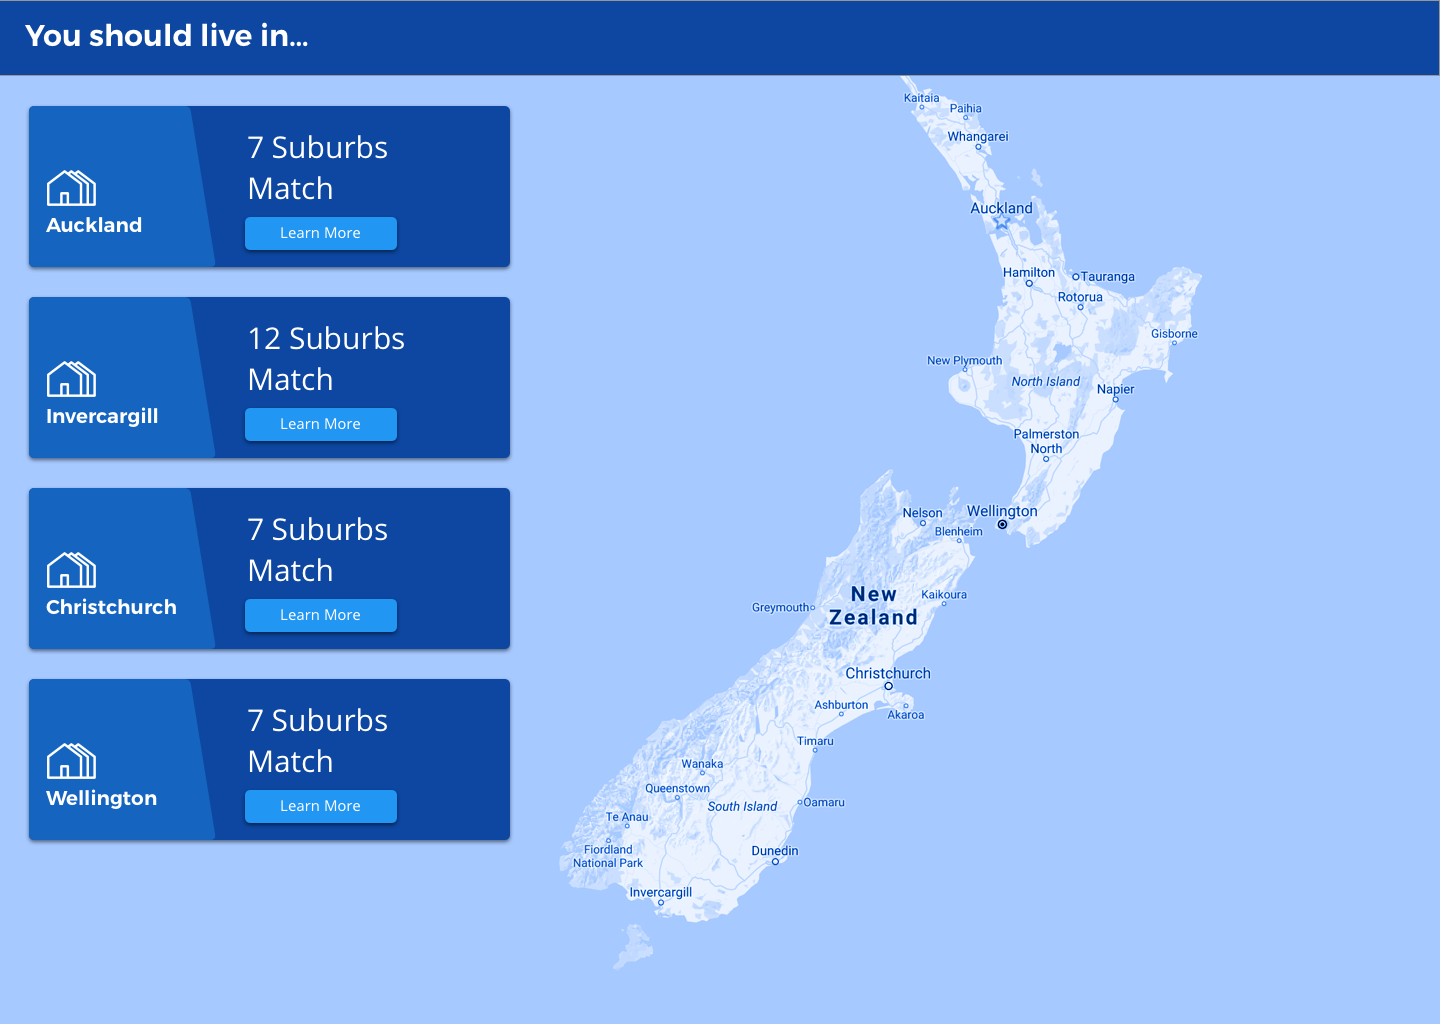 You should live in...
Auckland
7 Suburbs
Match
Learn More
Invercargill
12 Suburbs
Match
Learn More
Christchurch
7 Suburbs
Match
Learn More
Wellington
7 Suburbs
Match
Learn More
Kaitaia
Paihia
Whangarei
Auckland
Hamilton
Tauranga
Rotorua
Gisborne
New Plymouth
North Island
Napier
Palmerston
North
Nelson
Wellington
Blenheim
New
Zealand
Kaikoura
Greymouth
Christchurch
Ashburton
Akaroa
Timaru
Wanaka
Queenstown
South Island
Oamaru
Te Anau
Fiordland
National Park
Dunedin
Invercargill